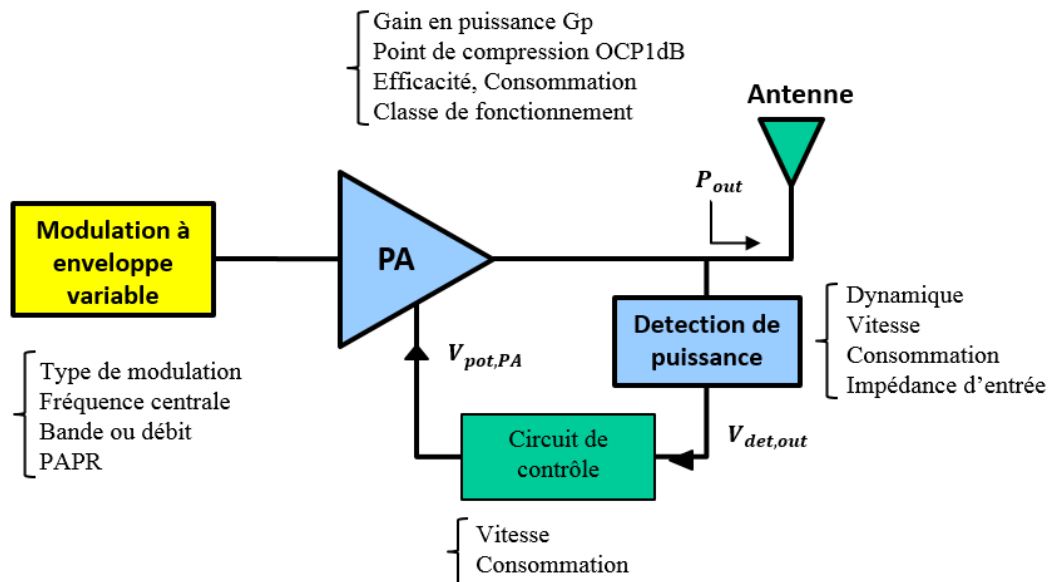 Gain en puissance Gp
Point de compression OCP1dB
Efficacité, Consommation
Classe de fonctionnement
Antenne
P_out
Modulation à
enveloppe
variable
PA
Detection de
puissance
Dynamique
Vitesse
Consommation
Impédance d'entrée
V_pot,PA
Type de modulation
Fréquence centrale
Bande ou débit
PAPR
Circuit de
contrôle
V_det,out
Vitesse
Consommation